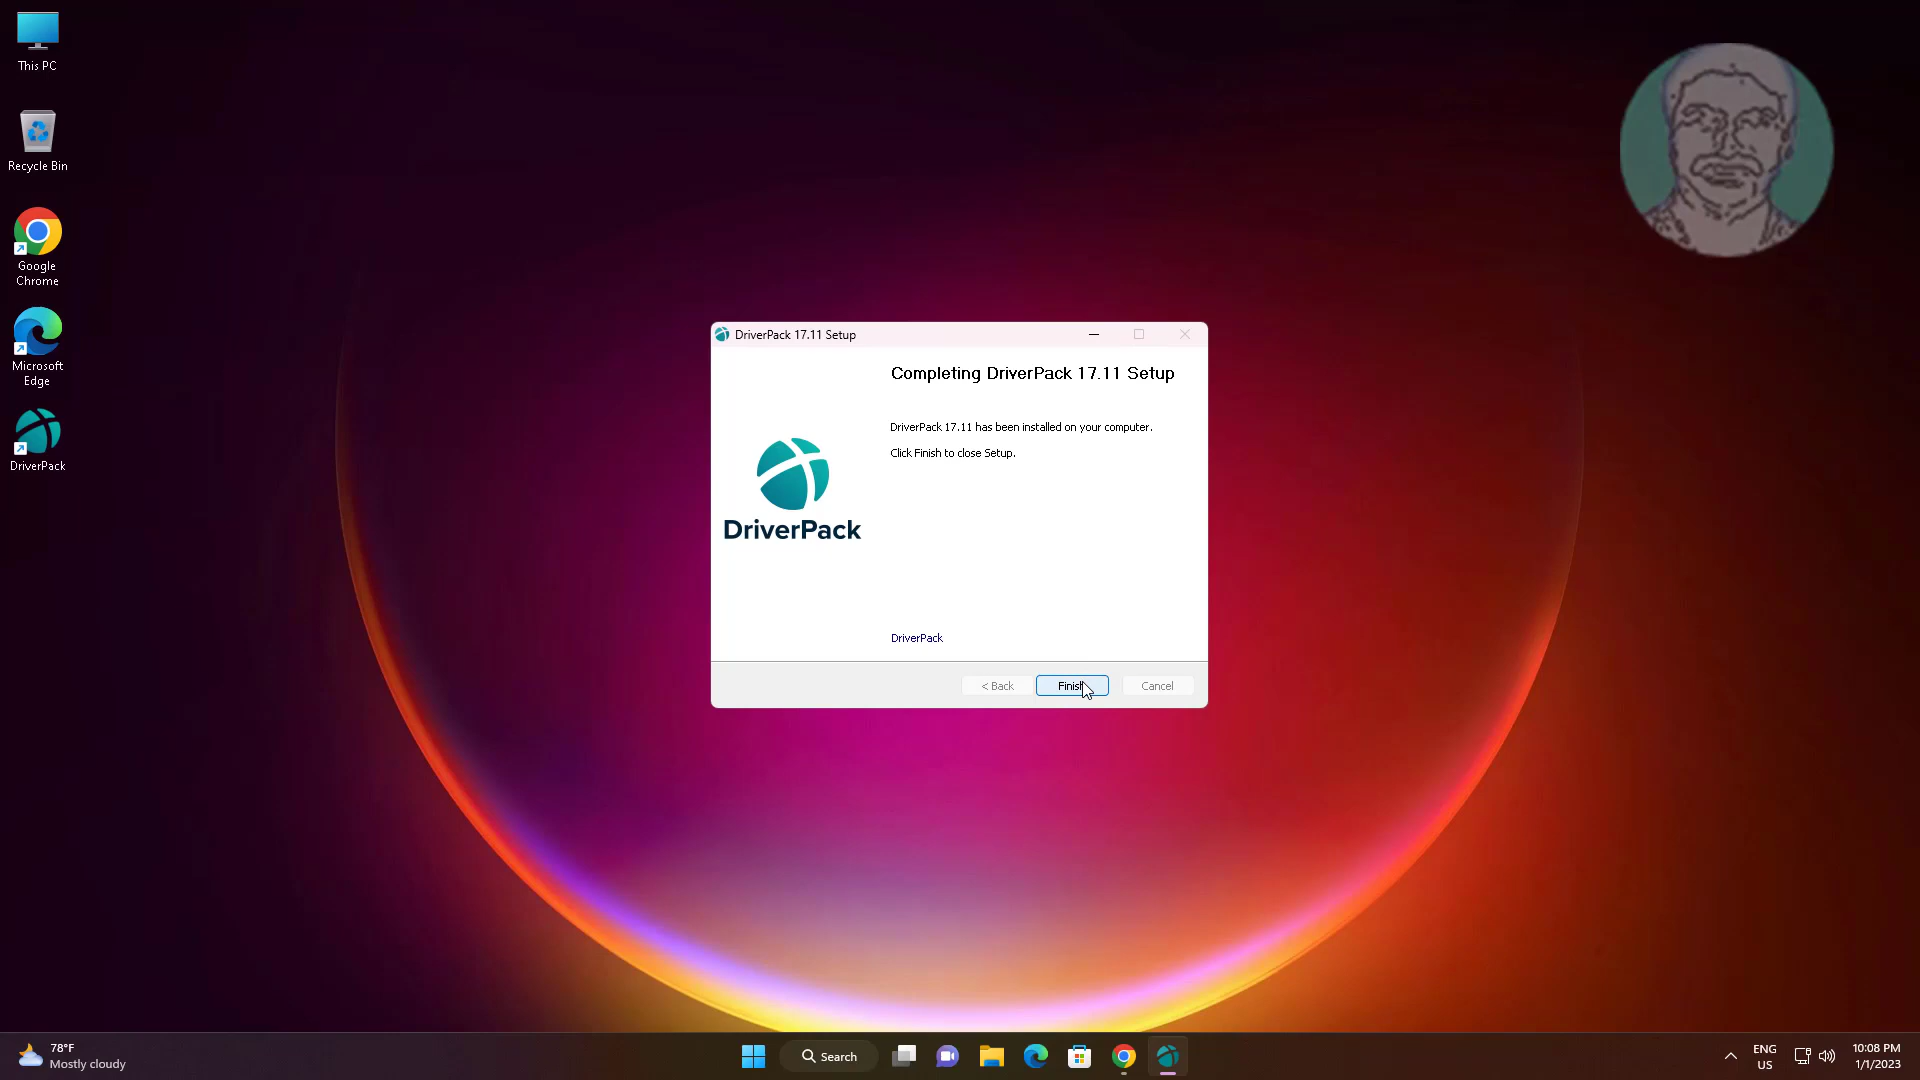 This PC
Recycle Bin
Google
Chrome
Microsoft
Edge
DriverPack
DriverPack 17.11 Setup
Completing DriverPack 17.11 Setup
DriverPack 17.11 has been installed on your computer.
Click Finish to close Setup.
DriverPack
DriverPack
< Back
Finish
Cancel
78°F
Mostly cloudy
Search
ENG
US
10:08 PM
1/1/2023